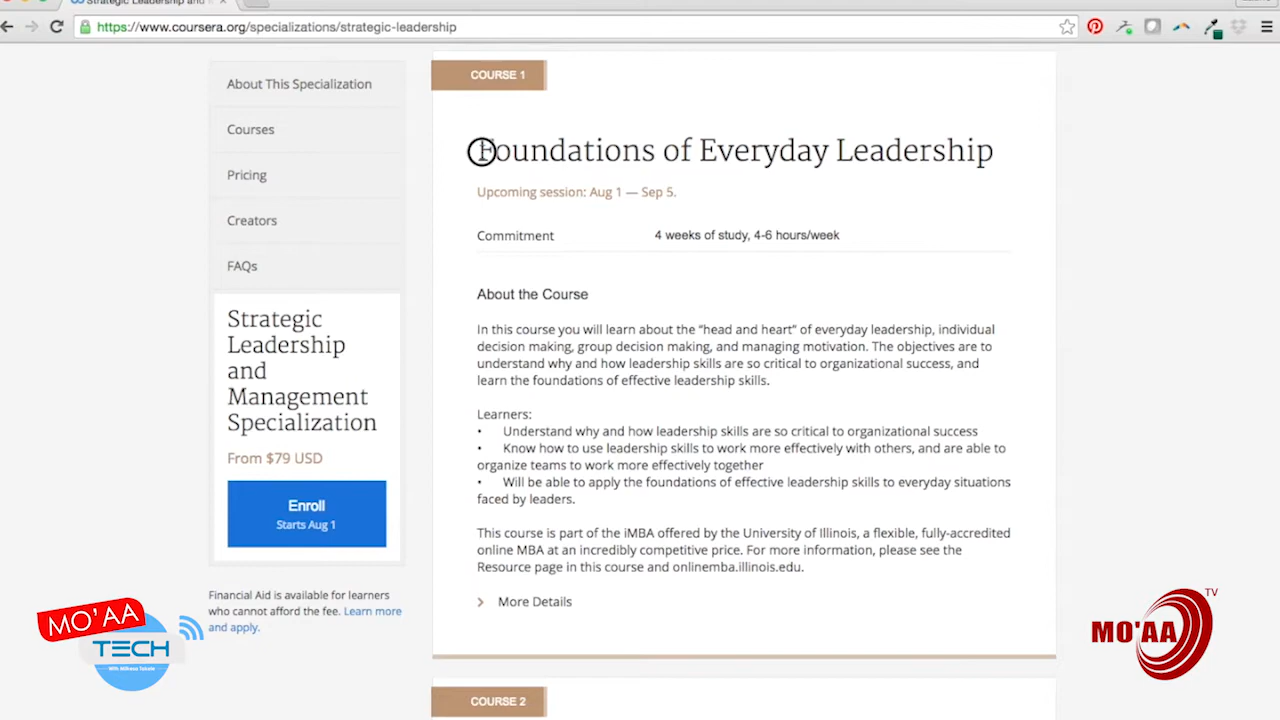 Strategic Leadership and
https://www.coursera.org/specializations/strategic-leadership
About This Specialization
Courses
Pricing
Creators
FAQs
Strategic
Leadership
and
Management
Specialization
From $79 USD
Enroll
Starts Aug 1
Financial Aid is available for learners
who cannot afford the fee. Learn more
and apply.
COURSE 1
Foundations of Everyday Leadership
Upcoming session: Aug 1 — Sep 5.
Commitment 4 weeks of study, 4-6 hours/week
About the Course
In this course you will learn about the “head and heart” of everyday leadership, individual
decision making, group decision making, and managing motivation. The objectives are to
understand why and how leadership skills are so critical to organizational success, and
learn the foundations of effective leadership skills.
Learners:
• Understand why and how leadership skills are so critical to organizational success
• Know how to use leadership skills to work more effectively with others, and are able to
organize teams to work more effectively together
• Will be able to apply the foundations of effective leadership skills to everyday situations
faced by leaders.
This course is part of the iMBA offered by the University of Illinois, a flexible, fully-accredited
online MBA at an incredibly competitive price. For more information, please see the
Resource page in this course and onlinemba.illinois.edu.
More Details
COURSE 2
MO'AA
TECH
MO'AA
TV